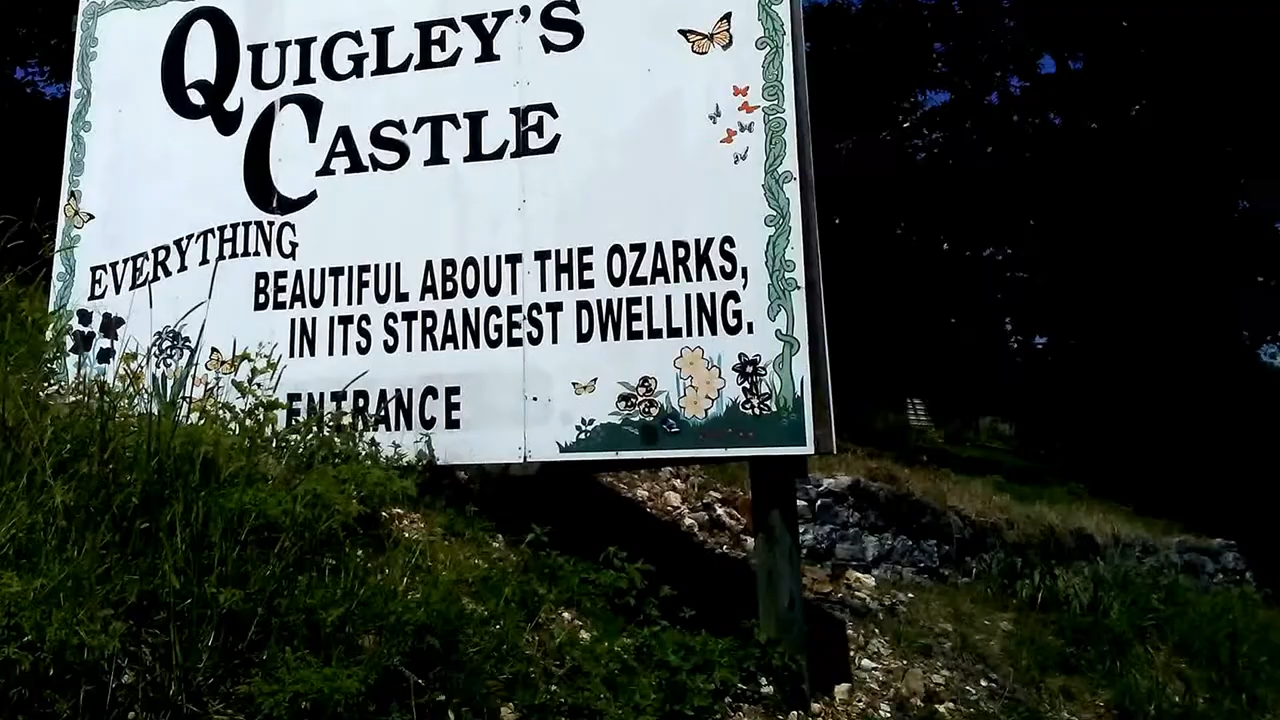 QUIGLEY'S
CASTLE
EVERYTHING
BEAUTIFUL ABOUT THE OZARKS,
IN ITS STRANGEST DWELLING.
ENTRANCE